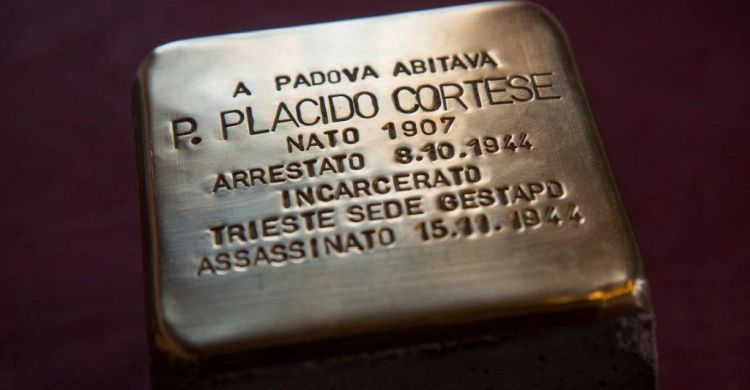 A PADOVA ABITAVA
P. PLACIDO CORTESE
NATO 1907
ARRESTATO 8.10.1944
INCARCERATO
TRIESTE SEDE GESTAPO
ASSASSINATO 15.11.1944